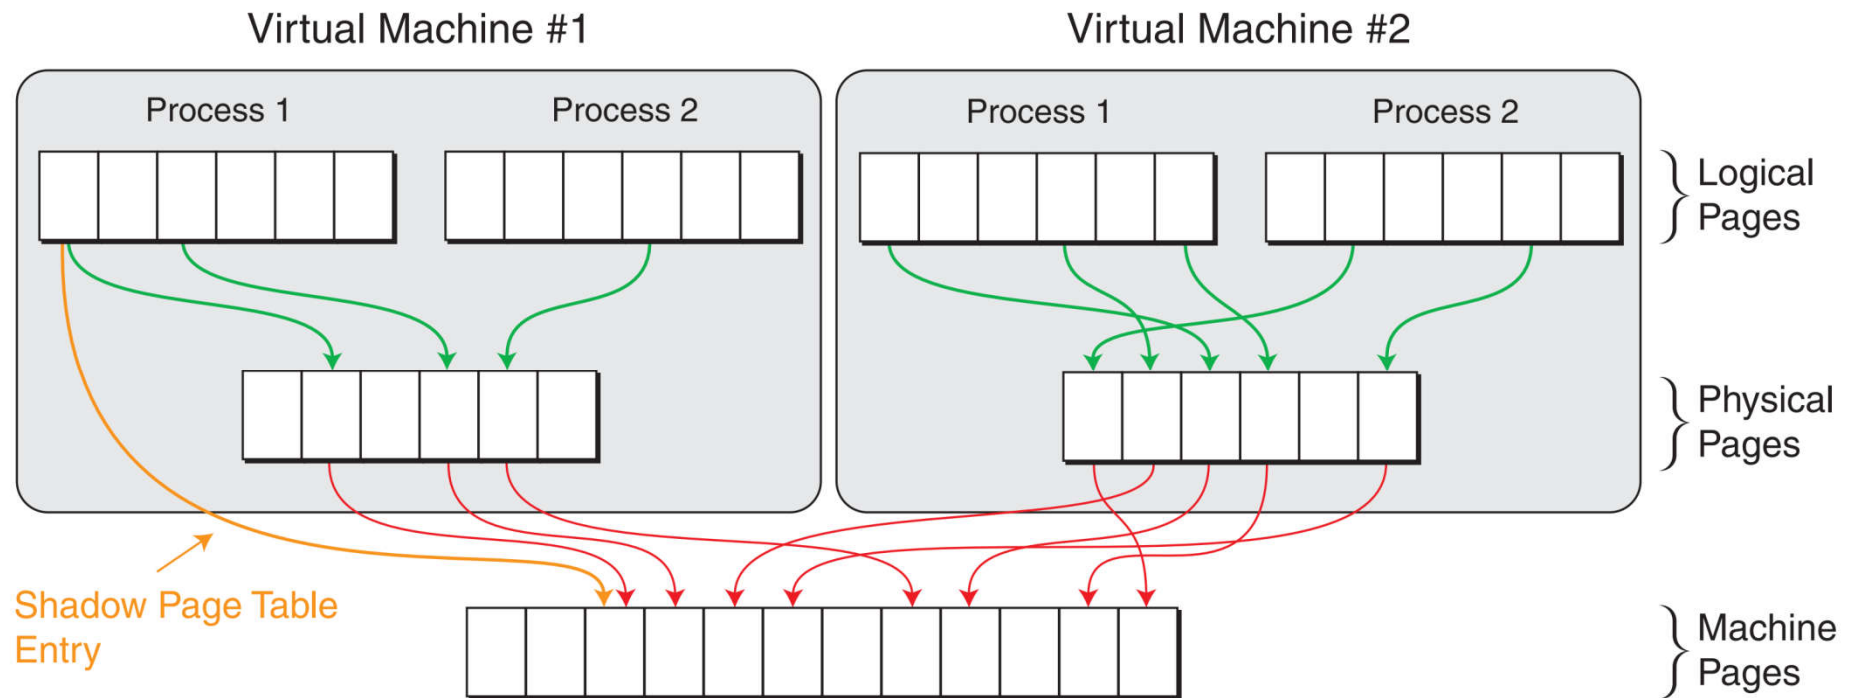 Virtual Machine #1
Virtual Machine #2
Process 1
Process 2
Process 1
Process 2
Logical
Pages
Physical
Pages
Shadow Page Table
Entry
Machine
Pages